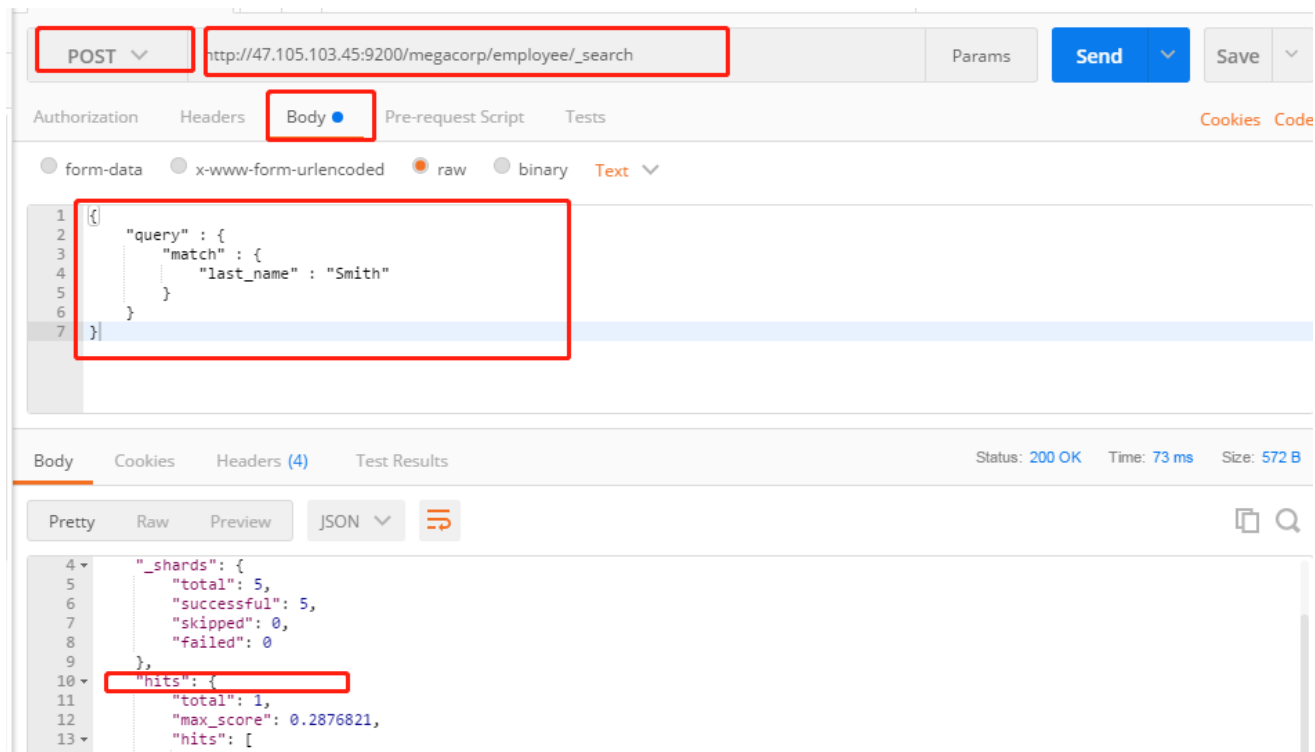 POST http://47.105.103.45:9200/megacorp/employee/_search Params Send Save
Authorization Headers Body Pre-request Script Tests Cookies Code
form-data x-www-form-urlencoded raw binary Text
1 {
2 "query" : {
3 "match" : {
4 "last_name" : "Smith"
5 }
6 }
7 }
Body Cookies Headers (4) Test Results Status: 200 OK Time: 73 ms Size: 572 B
Pretty Raw Preview JSON
4 "_shards": {
5 "total": 5,
6 "successful": 5,
7 "skipped": 0,
8 "failed": 0
9 },
10 "hits": {
11 "total": 1,
12 "max_score": 0.2876821,
13 "hits": [